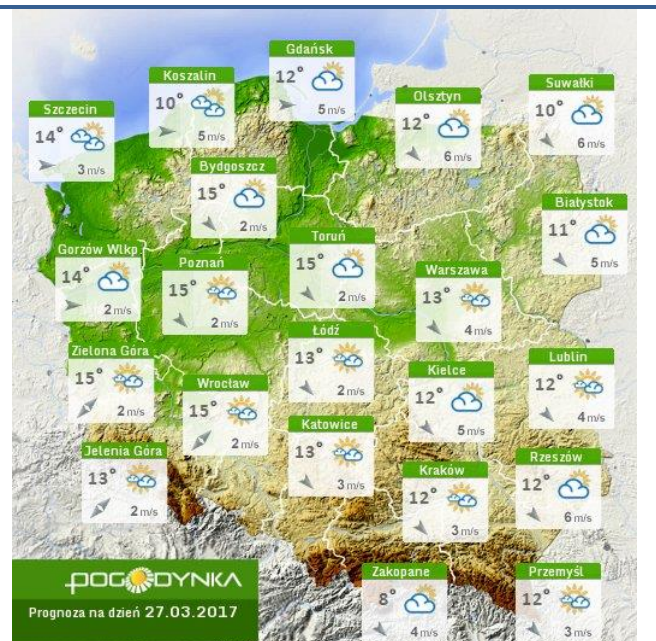 Gdańsk
12°
5 m/s
Koszalin
10°
5 m/s
Suwałki
10°
6 m/s
Olsztyn
12°
6 m/s
Szczecin
14°
3 m/s
Bydgoszcz
15°
2 m/s
Białystok
11°
5 m/s
Toruń
15°
2 m/s
Gorzów Wlkp
14°
2 m/s
Poznań
15°
2 m/s
Warszawa
13°
4 m/s
Łódź
13°
2 m/s
Zielona Góra
15°
2 m/s
Lublin
12°
4 m/s
Kielce
12°
5 m/s
Wrocław
15°
2 m/s
Katowice
13°
3 m/s
Jelenia Góra
13°
2 m/s
Rzeszów
12°
6 m/s
Kraków
12°
3 m/s
Zakopane
8°
4 m/s
Przemyśl
12°
3 m/s
POGODYNKA
Prognoza na dzień 27.03.2017